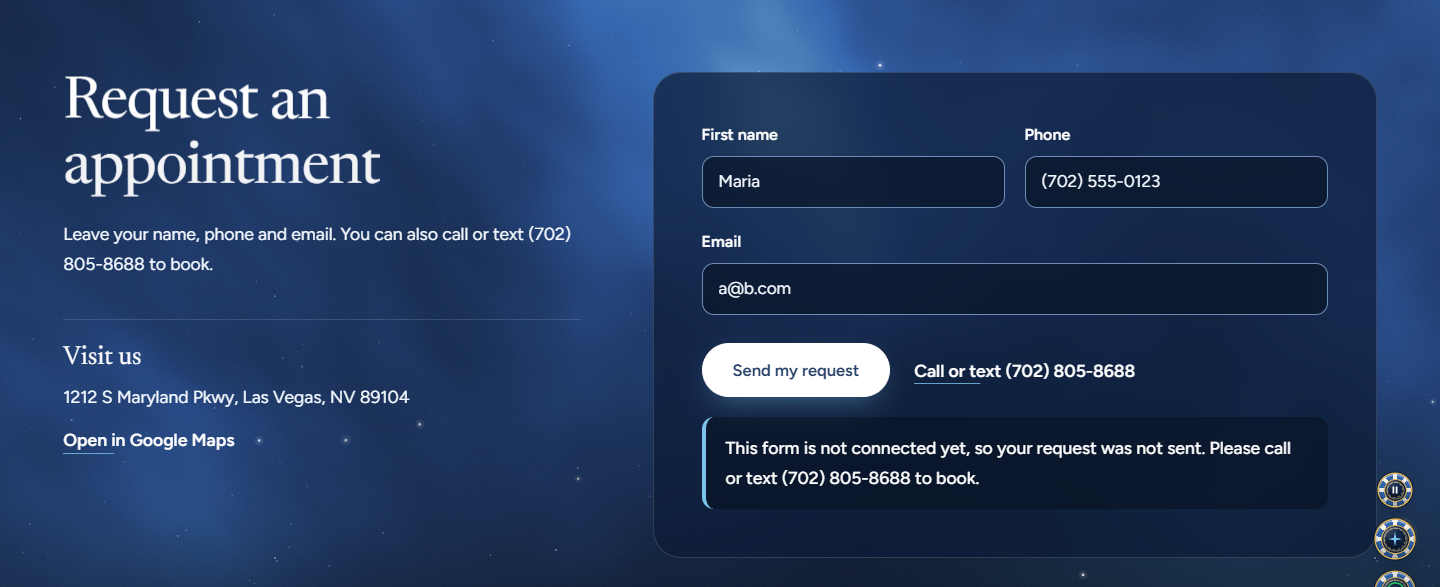 Request an
appointment
Leave your name, phone and email. You can also call or text (702)
805-8688 to book.
Visit us
1212 S Maryland Pkwy, Las Vegas, NV 89104
Open in Google Maps
First name
Phone
Maria
(702) 555-0123
Email
a@b.com
Send my request
Call or text (702) 805-8688
This form is not connected yet, so your request was not sent. Please call
or text (702) 805-8688 to book.